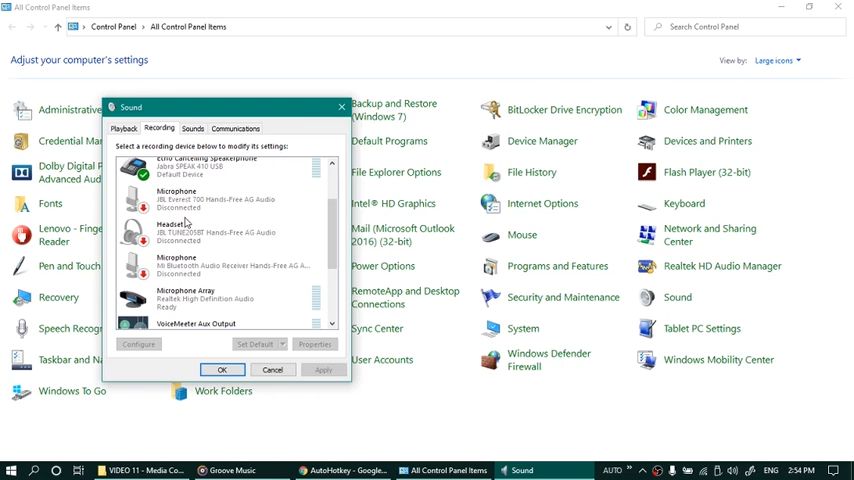 All Control Panel Items
Control Panel > All Control Panel Items
Search Control Panel
Adjust your computer's settings
View by: Large icons
Administrative
Backup and Restore (Windows 7)
BitLocker Drive Encryption
Color Management
Credential Man
Default Programs
Device Manager
Devices and Printers
Dolby Digital P
Advanced Aud
File Explorer Options
File History
Flash Player (32-bit)
Fonts
Intel® HD Graphics
Internet Options
Keyboard
Lenovo - Finge
Reader
Mail (Microsoft Outlook
2016) (32-bit)
Mouse
Network and
Sharing Center
Pen and Touch
Power Options
Programs and Features
Realtek HD Audio Manager
Recovery
RemoteApp and Desktop
Connections
Security and Maintenance
Sound
Speech Recog
Sync Center
System
Tablet PC Settings
Taskbar and Na
User Accounts
Windows Defender
Firewall
Windows Mobility Center
Windows To Go
Work Folders
Sound
Playback Recording Sounds Communications
Select a recording device below to modify its settings:
Echo Cancelling Speakerphone
Jabra SPEAK 410 USB
Default Device
Microphone
JBL Everest 700 Hands-Free AG Audio
Disconnected
Headset
JBL TUNE205BT Hands-Free AG Audio
Disconnected
Microphone
Mi Bluetooth Audio Receiver Hands-Free AG A...
Disconnected
Microphone Array
Realtek High Definition Audio
Ready
VoiceMeeter Aux Output
Configure Set Default Properties
OK Cancel Apply
VIDEO 11 - Media Co... Groove Music AutoHotkey - Google... All Control Panel Items Sound AUTO ENG 2:54 PM